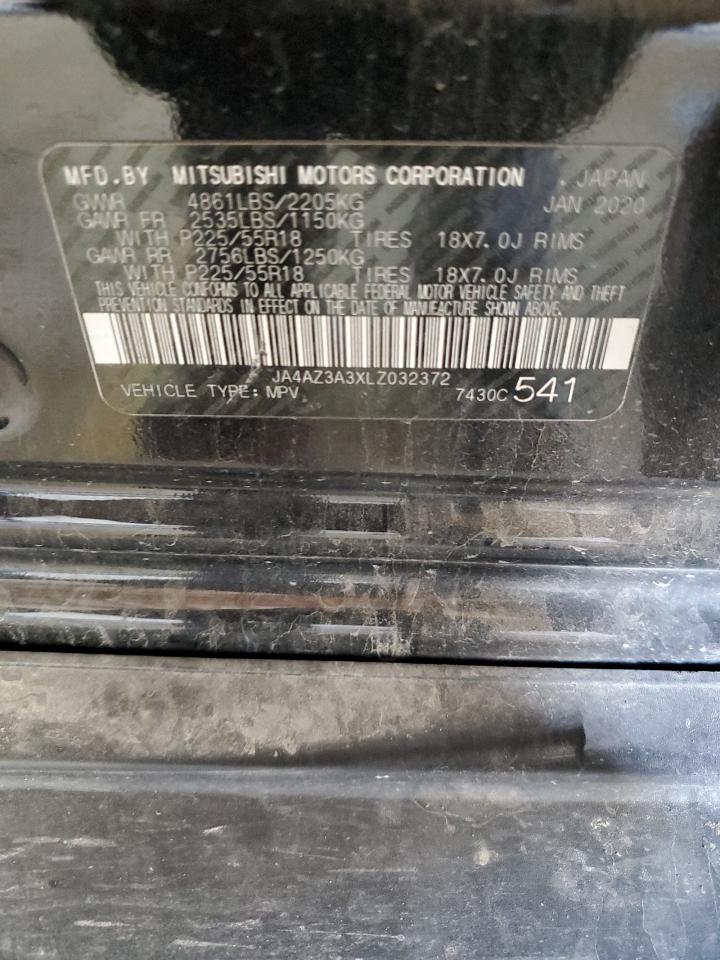 MFD.BY MITSUBISHI MOTORS CORPORATION , JAPAN
GVWR 4861LBS/2205KG JAN 2020
GAWR FR 2535LBS/1150KG
WITH P225/55R18 TIRES 18X7.0J RIMS
GAWR RR 2756LBS/1250KG
WITH P225/55R18 TIRES 18X7.0J RIMS
THIS VEHICLE CONFORMS TO ALL APPLICABLE FEDERAL MOTOR VEHICLE SAFETY AND THEFT
PREVENTION STANDARDS IN EFFECT ON THE DATE OF MANUFACTURE SHOWN ABOVE.
JA4AZ3A3XLZ032372
VEHICLE TYPE: MPV 7430C 541